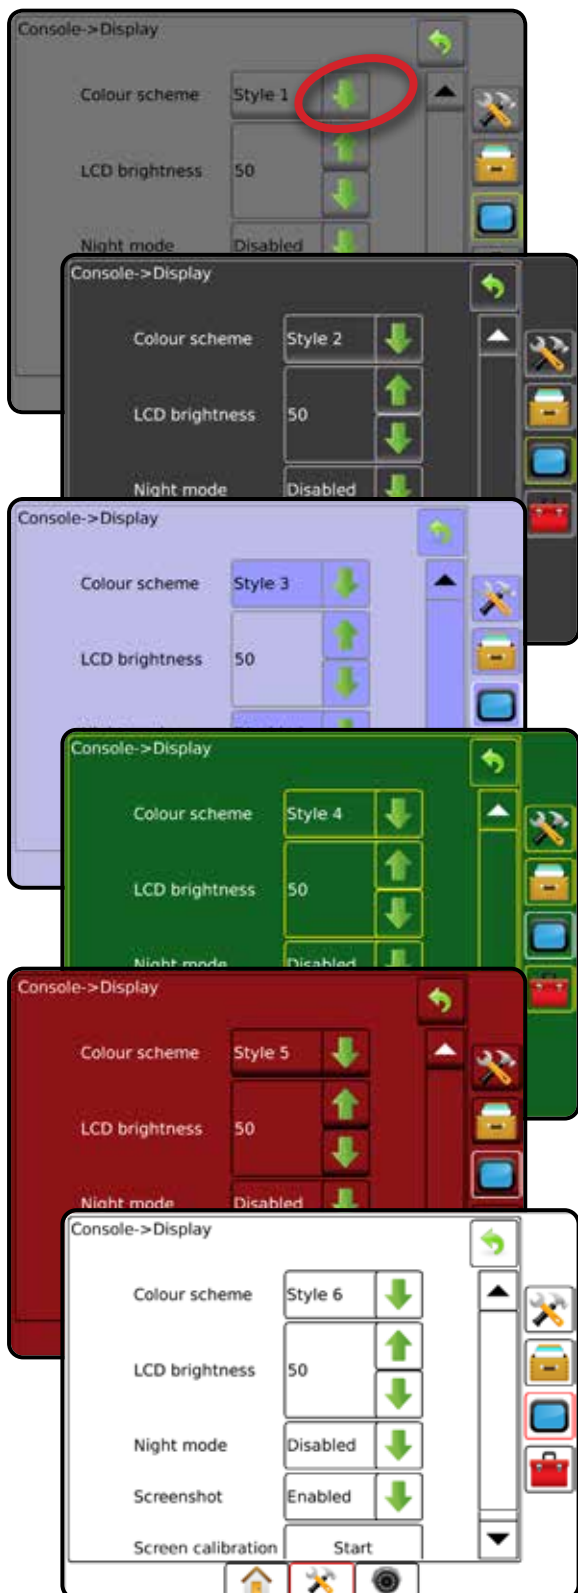 Console->Display
Colour scheme Style 1
LCD brightness 50
Night mode Disabled
Console->Display
Colour scheme Style 2
LCD brightness 50
Night mode Disabled
Console->Display
Colour scheme Style 3
LCD brightness 50
Console->Display
Colour scheme Style 4
LCD brightness 50
Night mode Disabled
Console->Display
Colour scheme Style 5
LCD brightness 50
Night mode Disabled
Console->Display
Colour scheme Style 6
LCD brightness 50
Night mode Disabled
Screenshot Enabled
Screen calibration Start